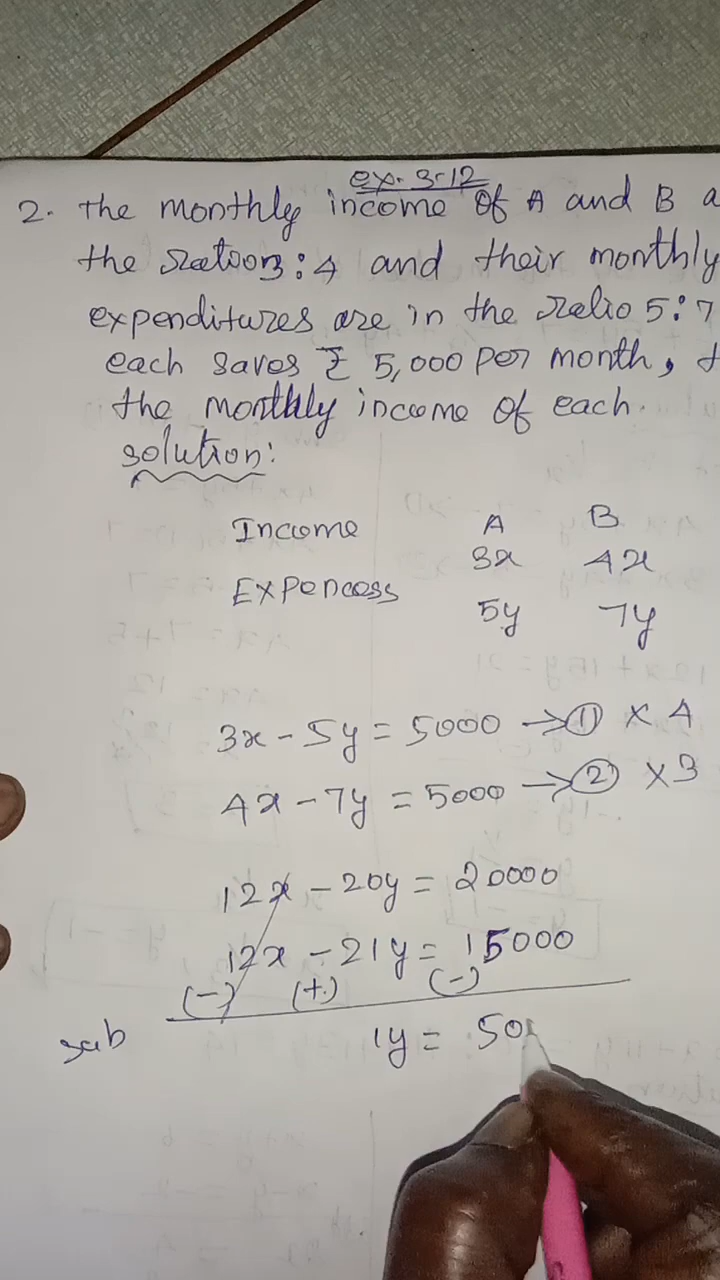 ex. 3.12
2. The monthly income of A and B a
the ratio 3:4 and their monthly
expenditures are in the ratio 5:7
each saves ₹ 5,000 per month,
the monthly income of each.
solution:
Income A B
3x 4x
Expencess
5y 7y
3x - 5y = 5000 → ① × 4
4x - 7y = 5000 → ② × 3
12x - 20y = 20000
12x - 21y = 15000
(-) (+) (-)
sub 1y = 50